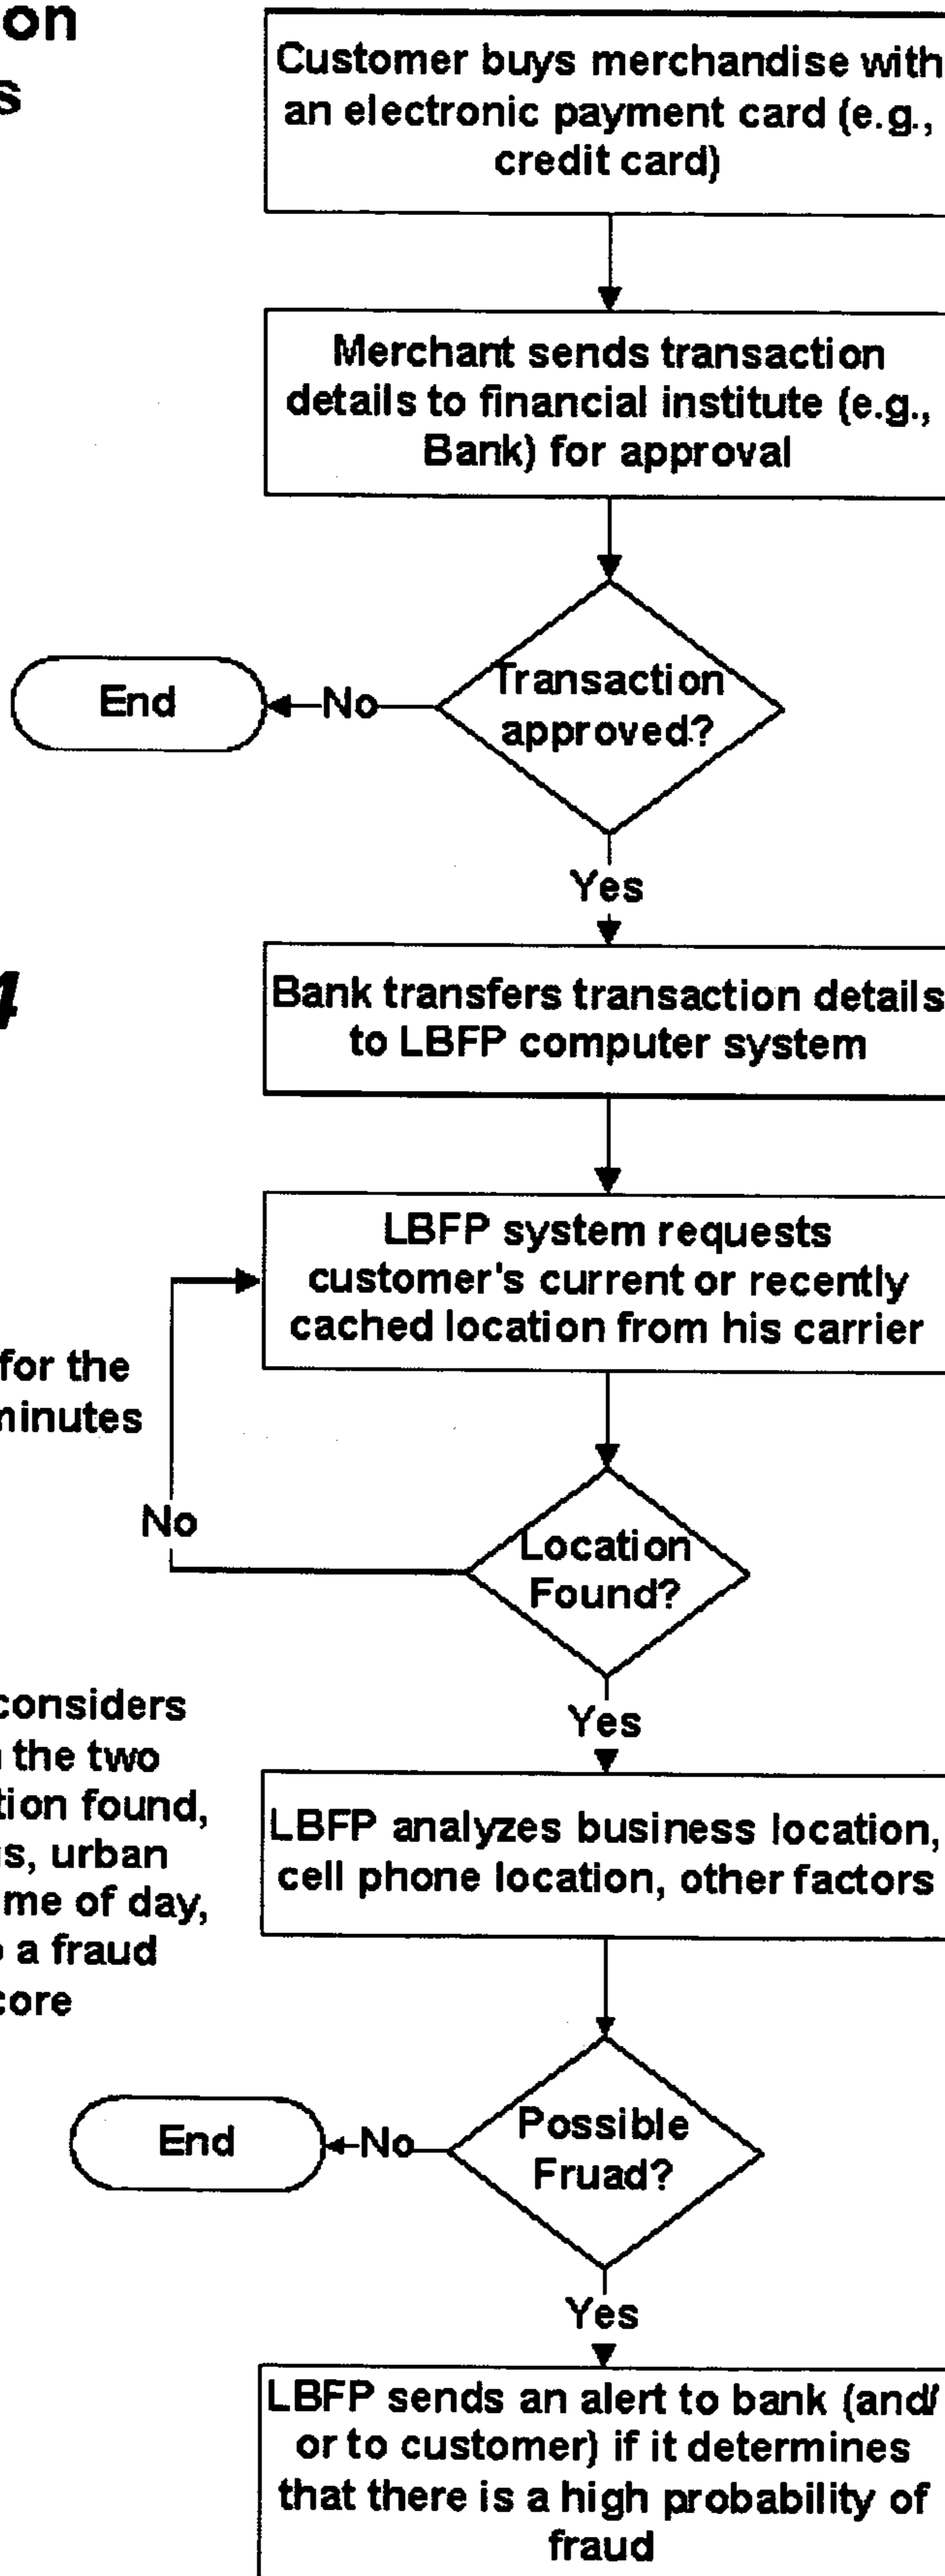 on
s
Customer buys merchandise with
an electronic payment card (e.g.,
credit card)
Merchant sends transaction
details to financial institute (e.g.,
Bank) for approval
Transaction
approved?
No
End
Yes
4
Bank transfers transaction details
to LBFP computer system
LBFP system requests
customer's current or recently
cached location from his carrier
for the
minutes
No
Location
Found?
Yes
considers
the two
tion found,
s, urban
me of day,
a fraud
core
LBFP analyzes business location,
cell phone location, other factors
Possible
Fruad?
No
End
Yes
LBFP sends an alert to bank (and/
or to customer) if it determines
that there is a high probability of
fraud